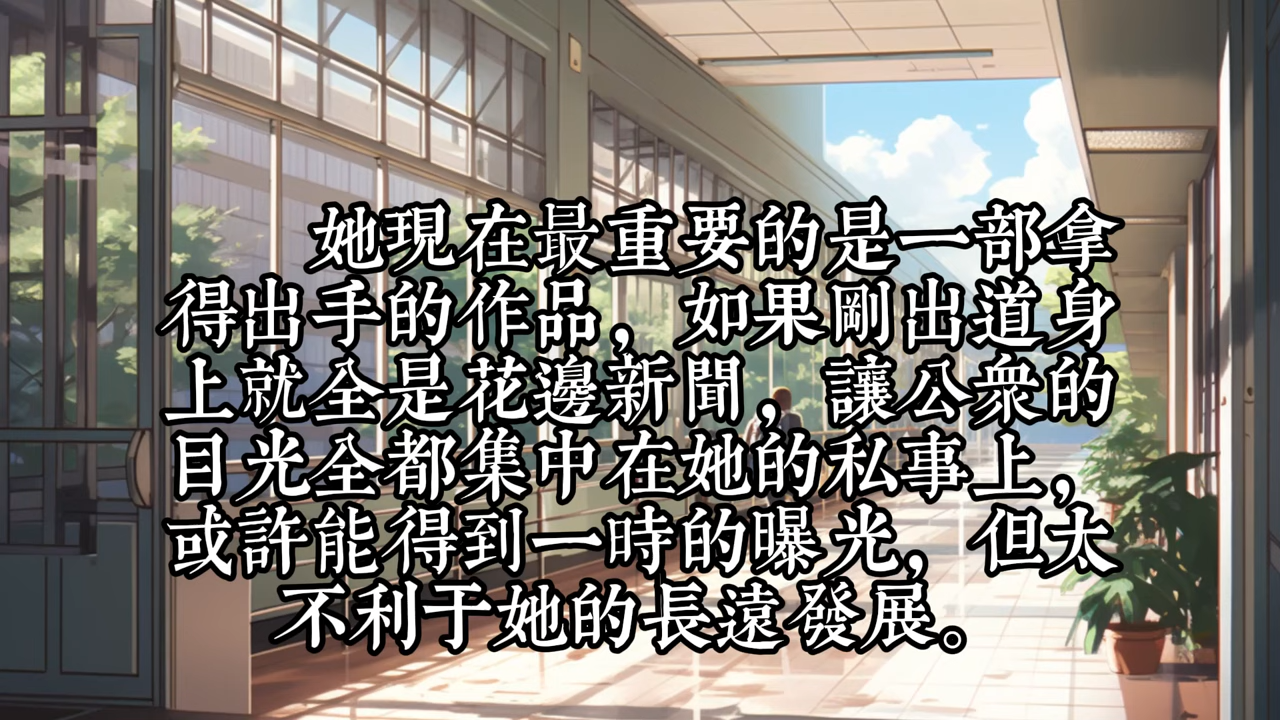 她現在最重要的是一部拿
得出手的作品，如果剛出道身
上就全是花邊新聞，讓公衆的
目光全都集中在她的私事上，
或許能得到一時的曝光，但太
不利于她的長遠發展。